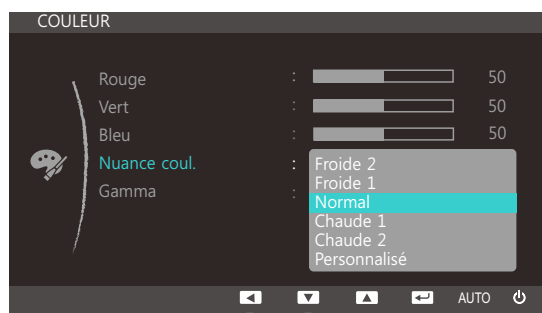 COULEUR
Rouge : 50
Vert : 50
Bleu : 50
Nuance coul. : Froide 2
Froide 1
Gamma :
Normal
Chaude 1
Chaude 2
Personnalisé
AUTO